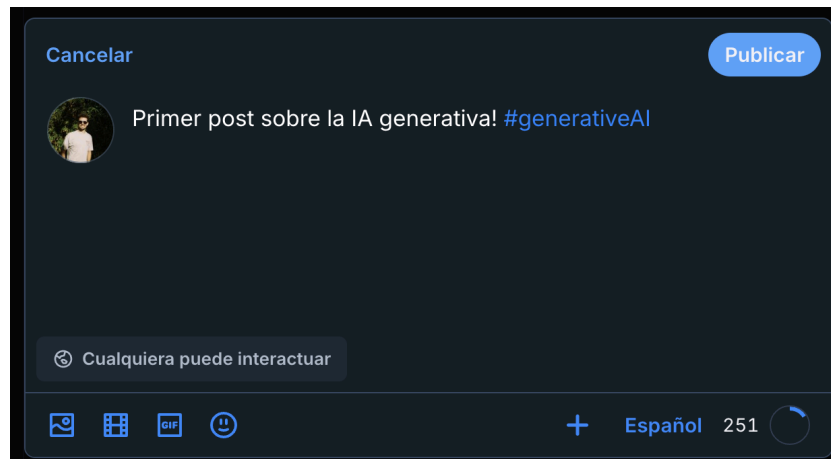 Cancelar
Publicar
Primer post sobre la IA generativa! #generativeAI
Cualquiera puede interactuar
GIF
Español
251